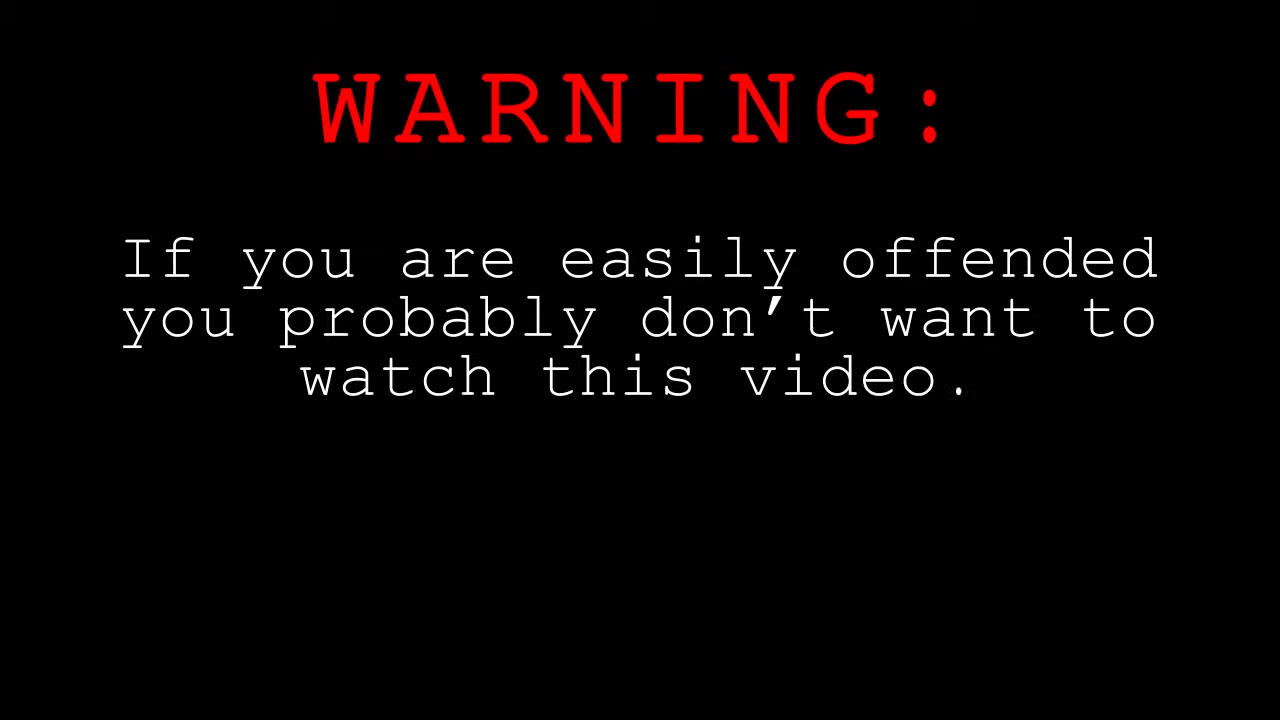 WARNING:
If you are easily offended
you probably don’t want to
watch this video.